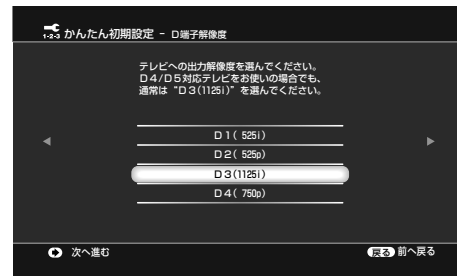 1-2-3 かんたん初期設定 - D端子解像度
テレビへの出力解像度を選んでください。
D4/D5対応テレビをお使いの場合でも、
通常は“D3(1125i)”を選んでください。
D1( 525i)
D2( 525p)
D3(1125i)
D4( 750p)
次へ進む 戻る 前へ戻る